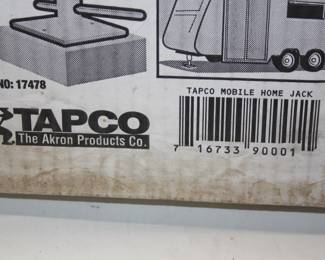 NO: 17478
TAPCO
The Akron Products Co.
TAPCO MOBILE HOME JACK
7 16733 90001